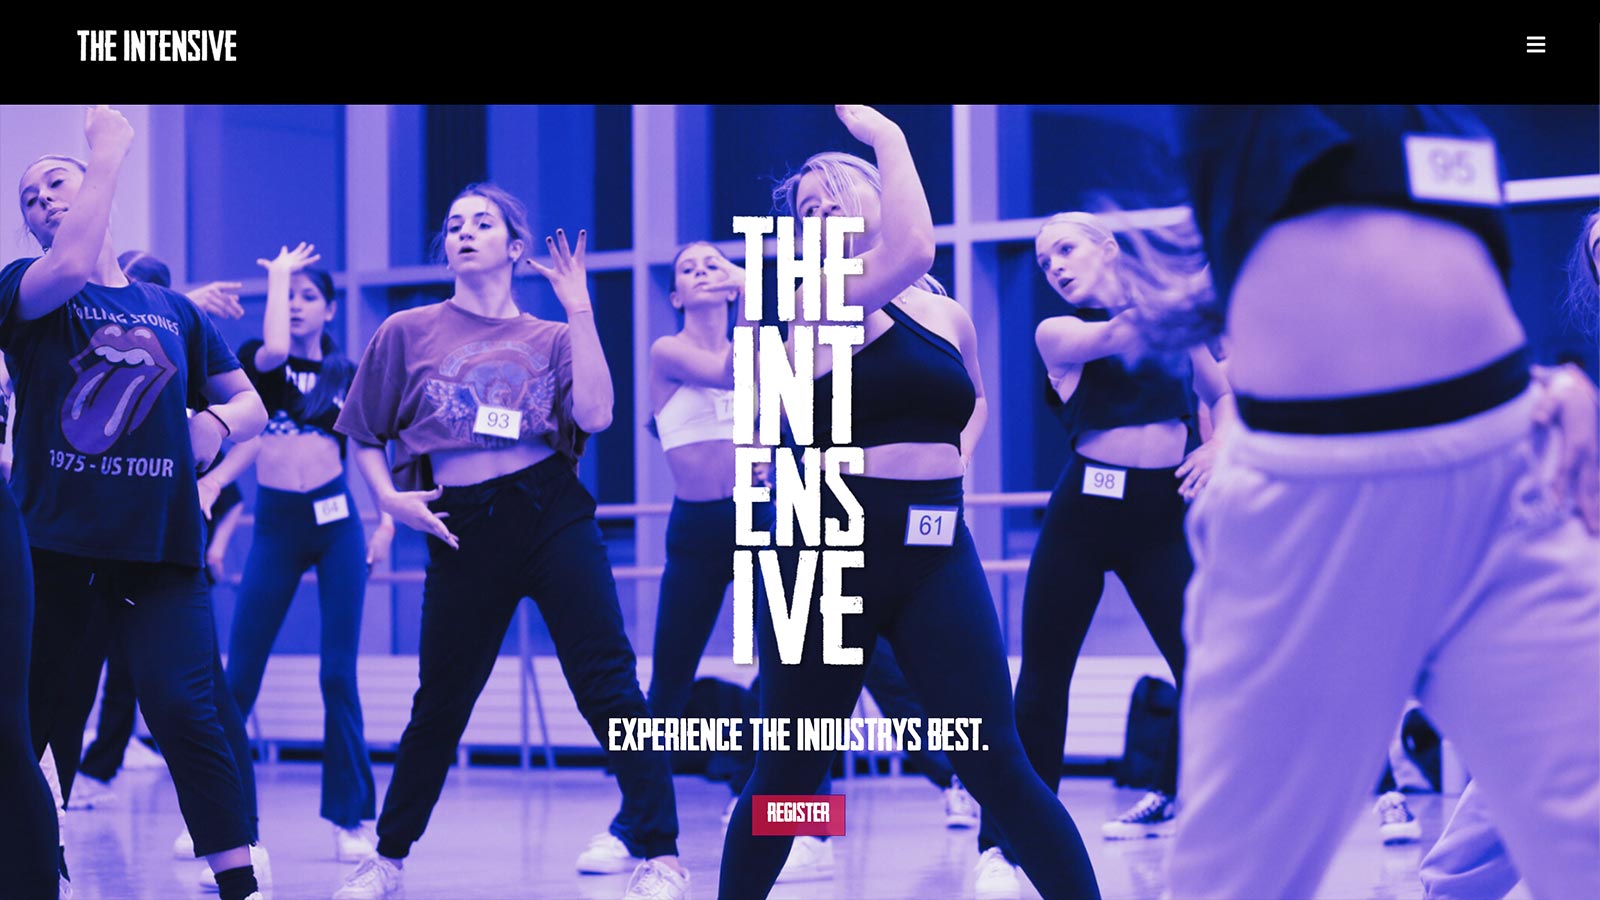 THE INTENSIVE
95
THE
INT
ENS
IVE
ROLLING STONES
1975 - US TOUR
93
64
98
61
EXPERIENCE THE INDUSTRYS BEST.
REGISTER